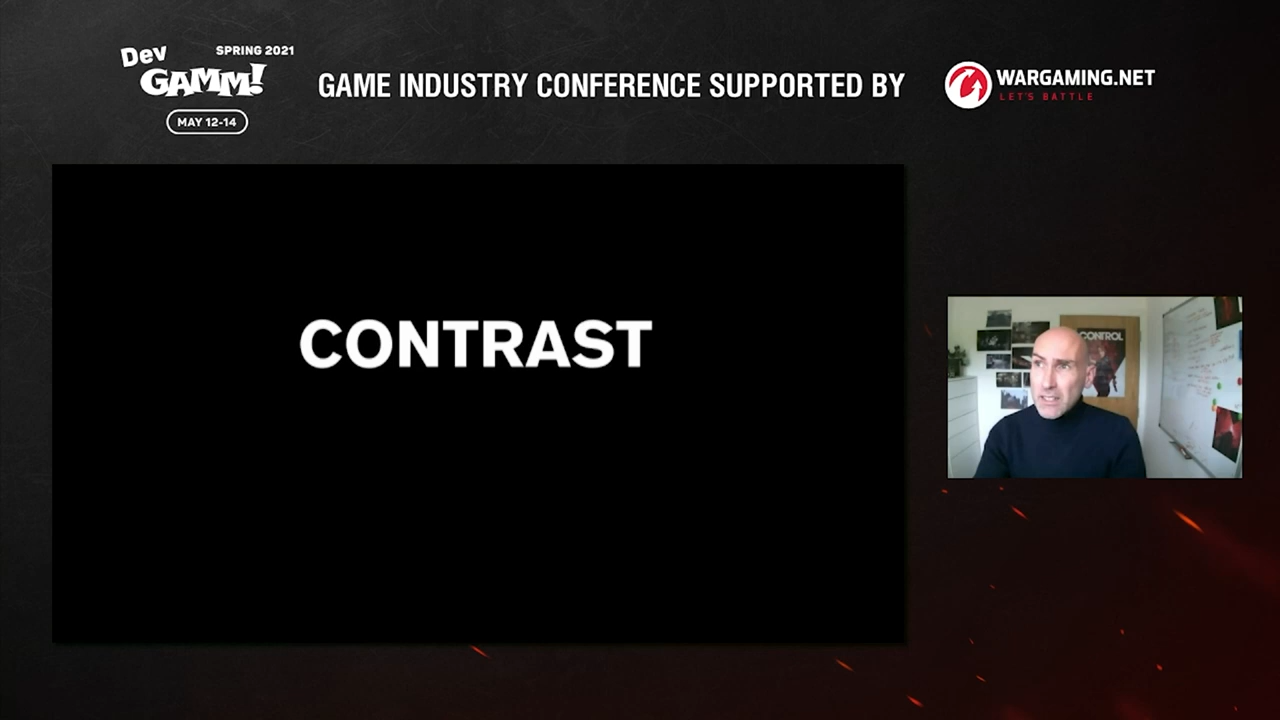 Dev
GAMM!
SPRING 2021
MAY 12-14
GAME INDUSTRY CONFERENCE SUPPORTED BY
WARGAMING.NET
LET'S BATTLE
CONTRAST
CONTROL